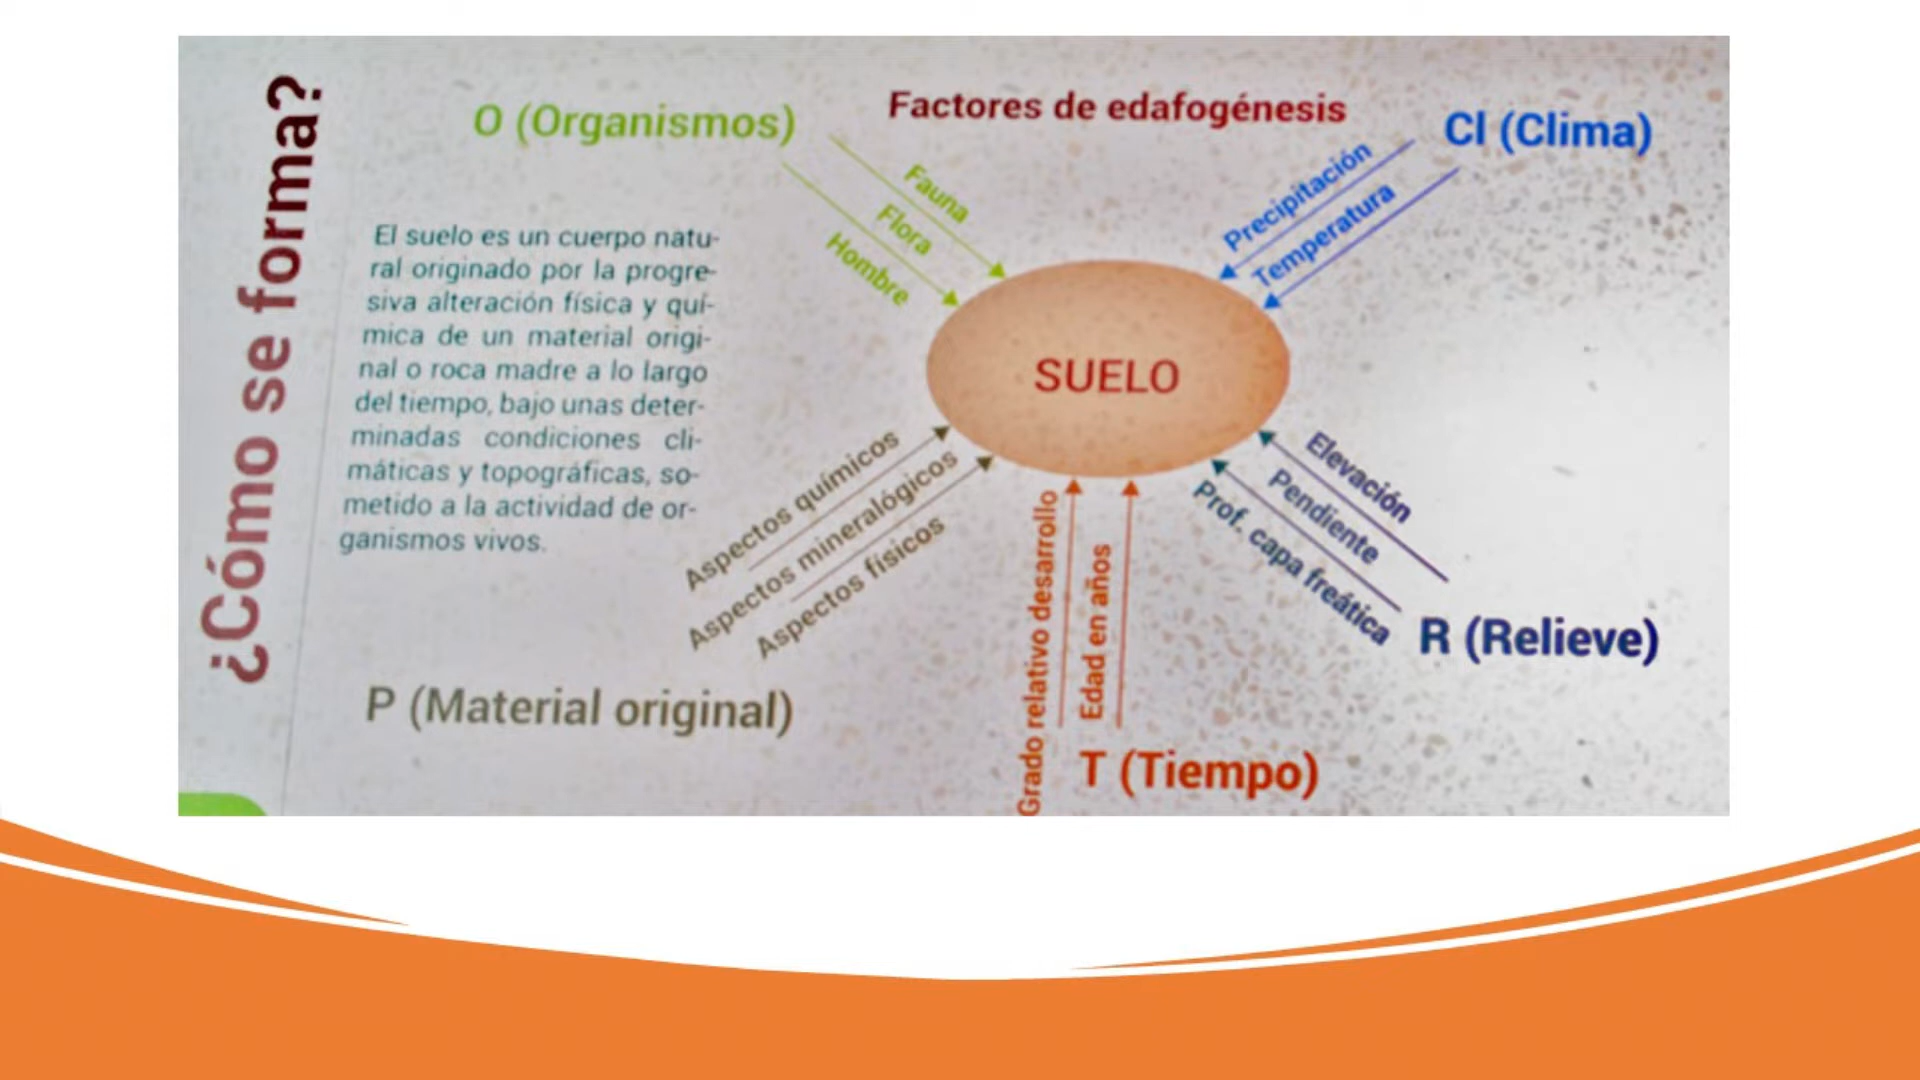 ¿Cómo se forma?
Factores de edafogénesis
O (Organismos)
Fauna
Flora
Hombre
Cl (Clima)
Precipitación
Temperatura
El suelo es un cuerpo natu-
ral originado por la progre-
siva alteración física y quí-
mica de un material origi-
nal o roca madre a lo largo
del tiempo, bajo unas deter-
minadas condiciones cli-
máticas y topográficas, so-
metido a la actividad de or-
ganismos vivos.
SUELO
Aspectos químicos
Aspectos mineralógicos
Aspectos físicos
P (Material original)
Grado relativo desarrollo
Edad en años
T (Tiempo)
Elevación
Pendiente
Prof. capa freática
R (Relieve)